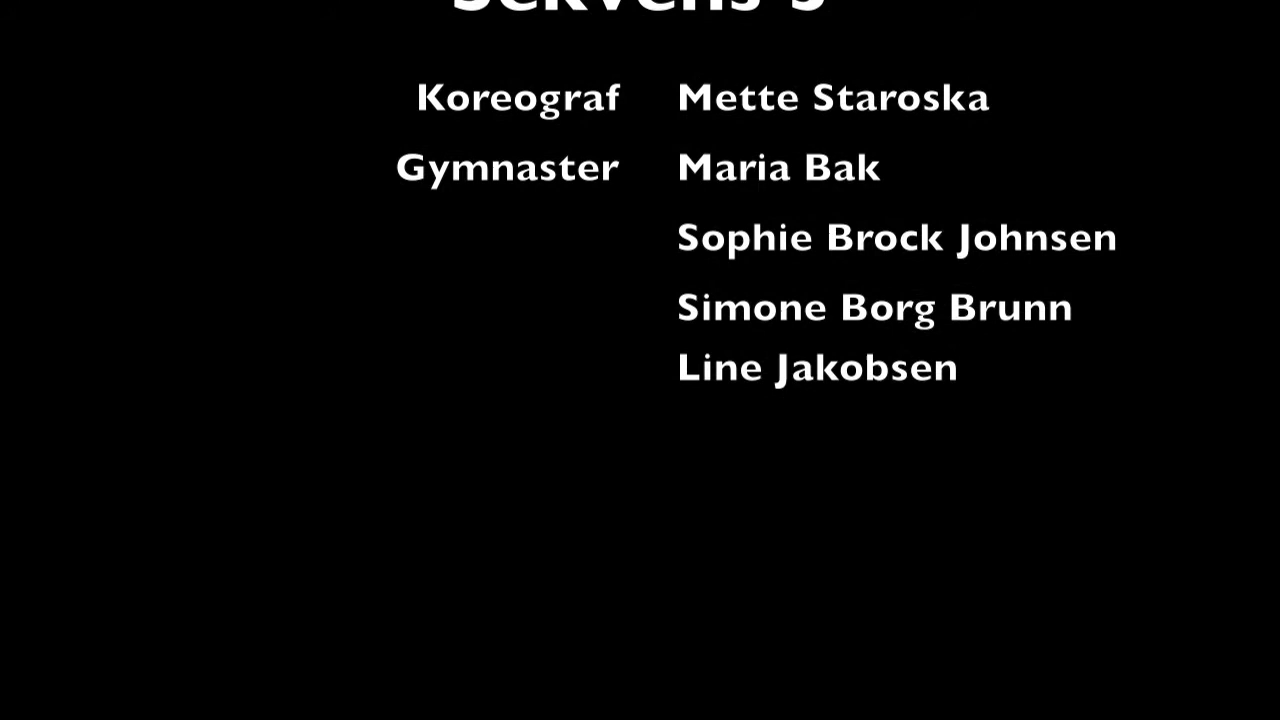 Koreograf Mette Staroska
Gymnaster Maria Bak
Sophie Brock Johnsen
Simone Borg Brunn
Line Jakobsen